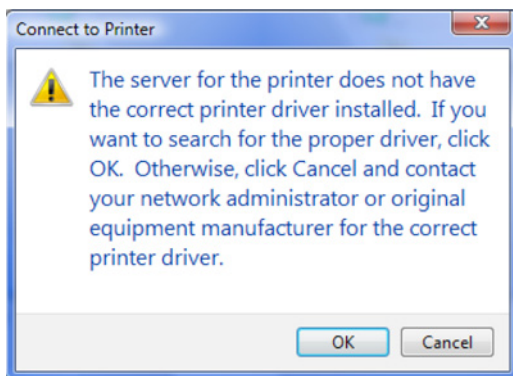 Connect to Printer
The server for the printer does not have
the correct printer driver installed. If you
want to search for the proper driver, click
OK. Otherwise, click Cancel and contact
your network administrator or original
equipment manufacturer for the correct
printer driver.
OK
Cancel